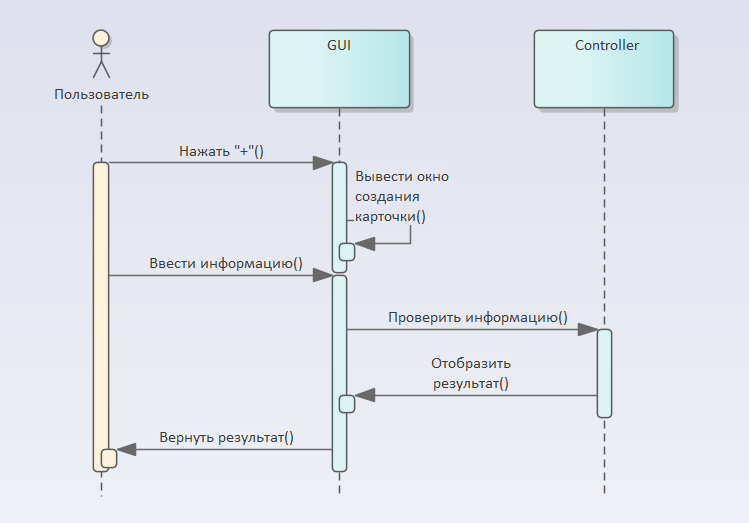 GUI
Controller
Пользователь
Нажать "+"()
Вывести окно
создания
карточки()
Ввести информацию()
Проверить информацию()
Отобразить
результат()
Вернуть результат()